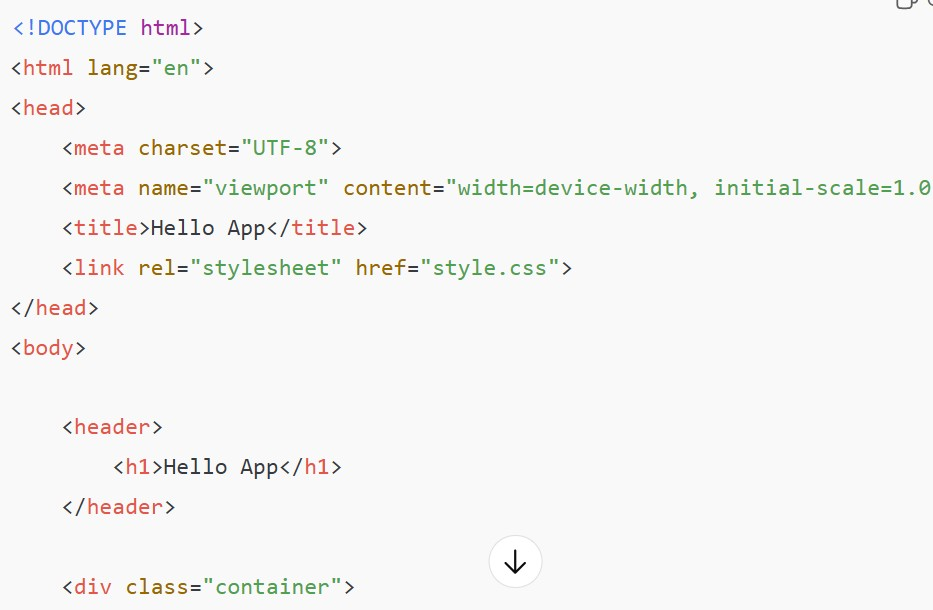 <!DOCTYPE html>
<html lang="en">
<head>
    <meta charset="UTF-8">
    <meta name="viewport" content="width=device-width, initial-scale=1.0
    <title>Hello App</title>
    <link rel="stylesheet" href="style.css">
</head>
<body>
    <header>
        <h1>Hello App</h1>
    </header>
    <div class="container">